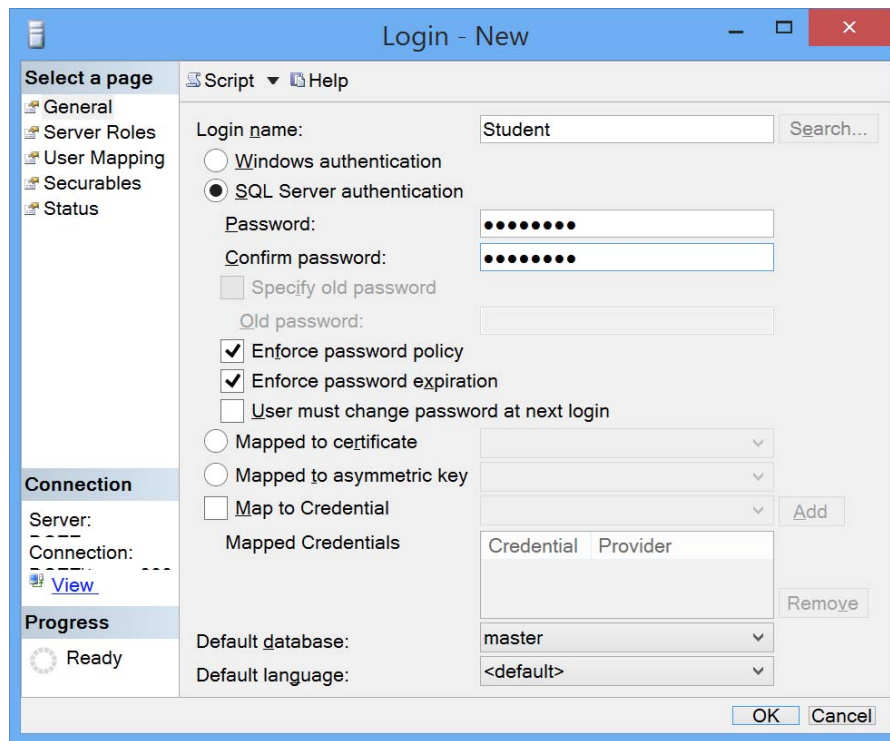 Login - New
Select a page
General
Server Roles
User Mapping
Securables
Status
Script Help
Login name: Student Search...
Windows authentication
SQL Server authentication
Password: ●●●●●●●●
Confirm password: ●●●●●●●●
Specify old password
Old password:
Enforce password policy
Enforce password expiration
User must change password at next login
Mapped to certificate
Mapped to asymmetric key
Map to Credential Add
Mapped Credentials Credential Provider
Remove
Default database: master
Default language: <default>
Connection
Server:
Connection:
View
Progress
Ready
OK Cancel